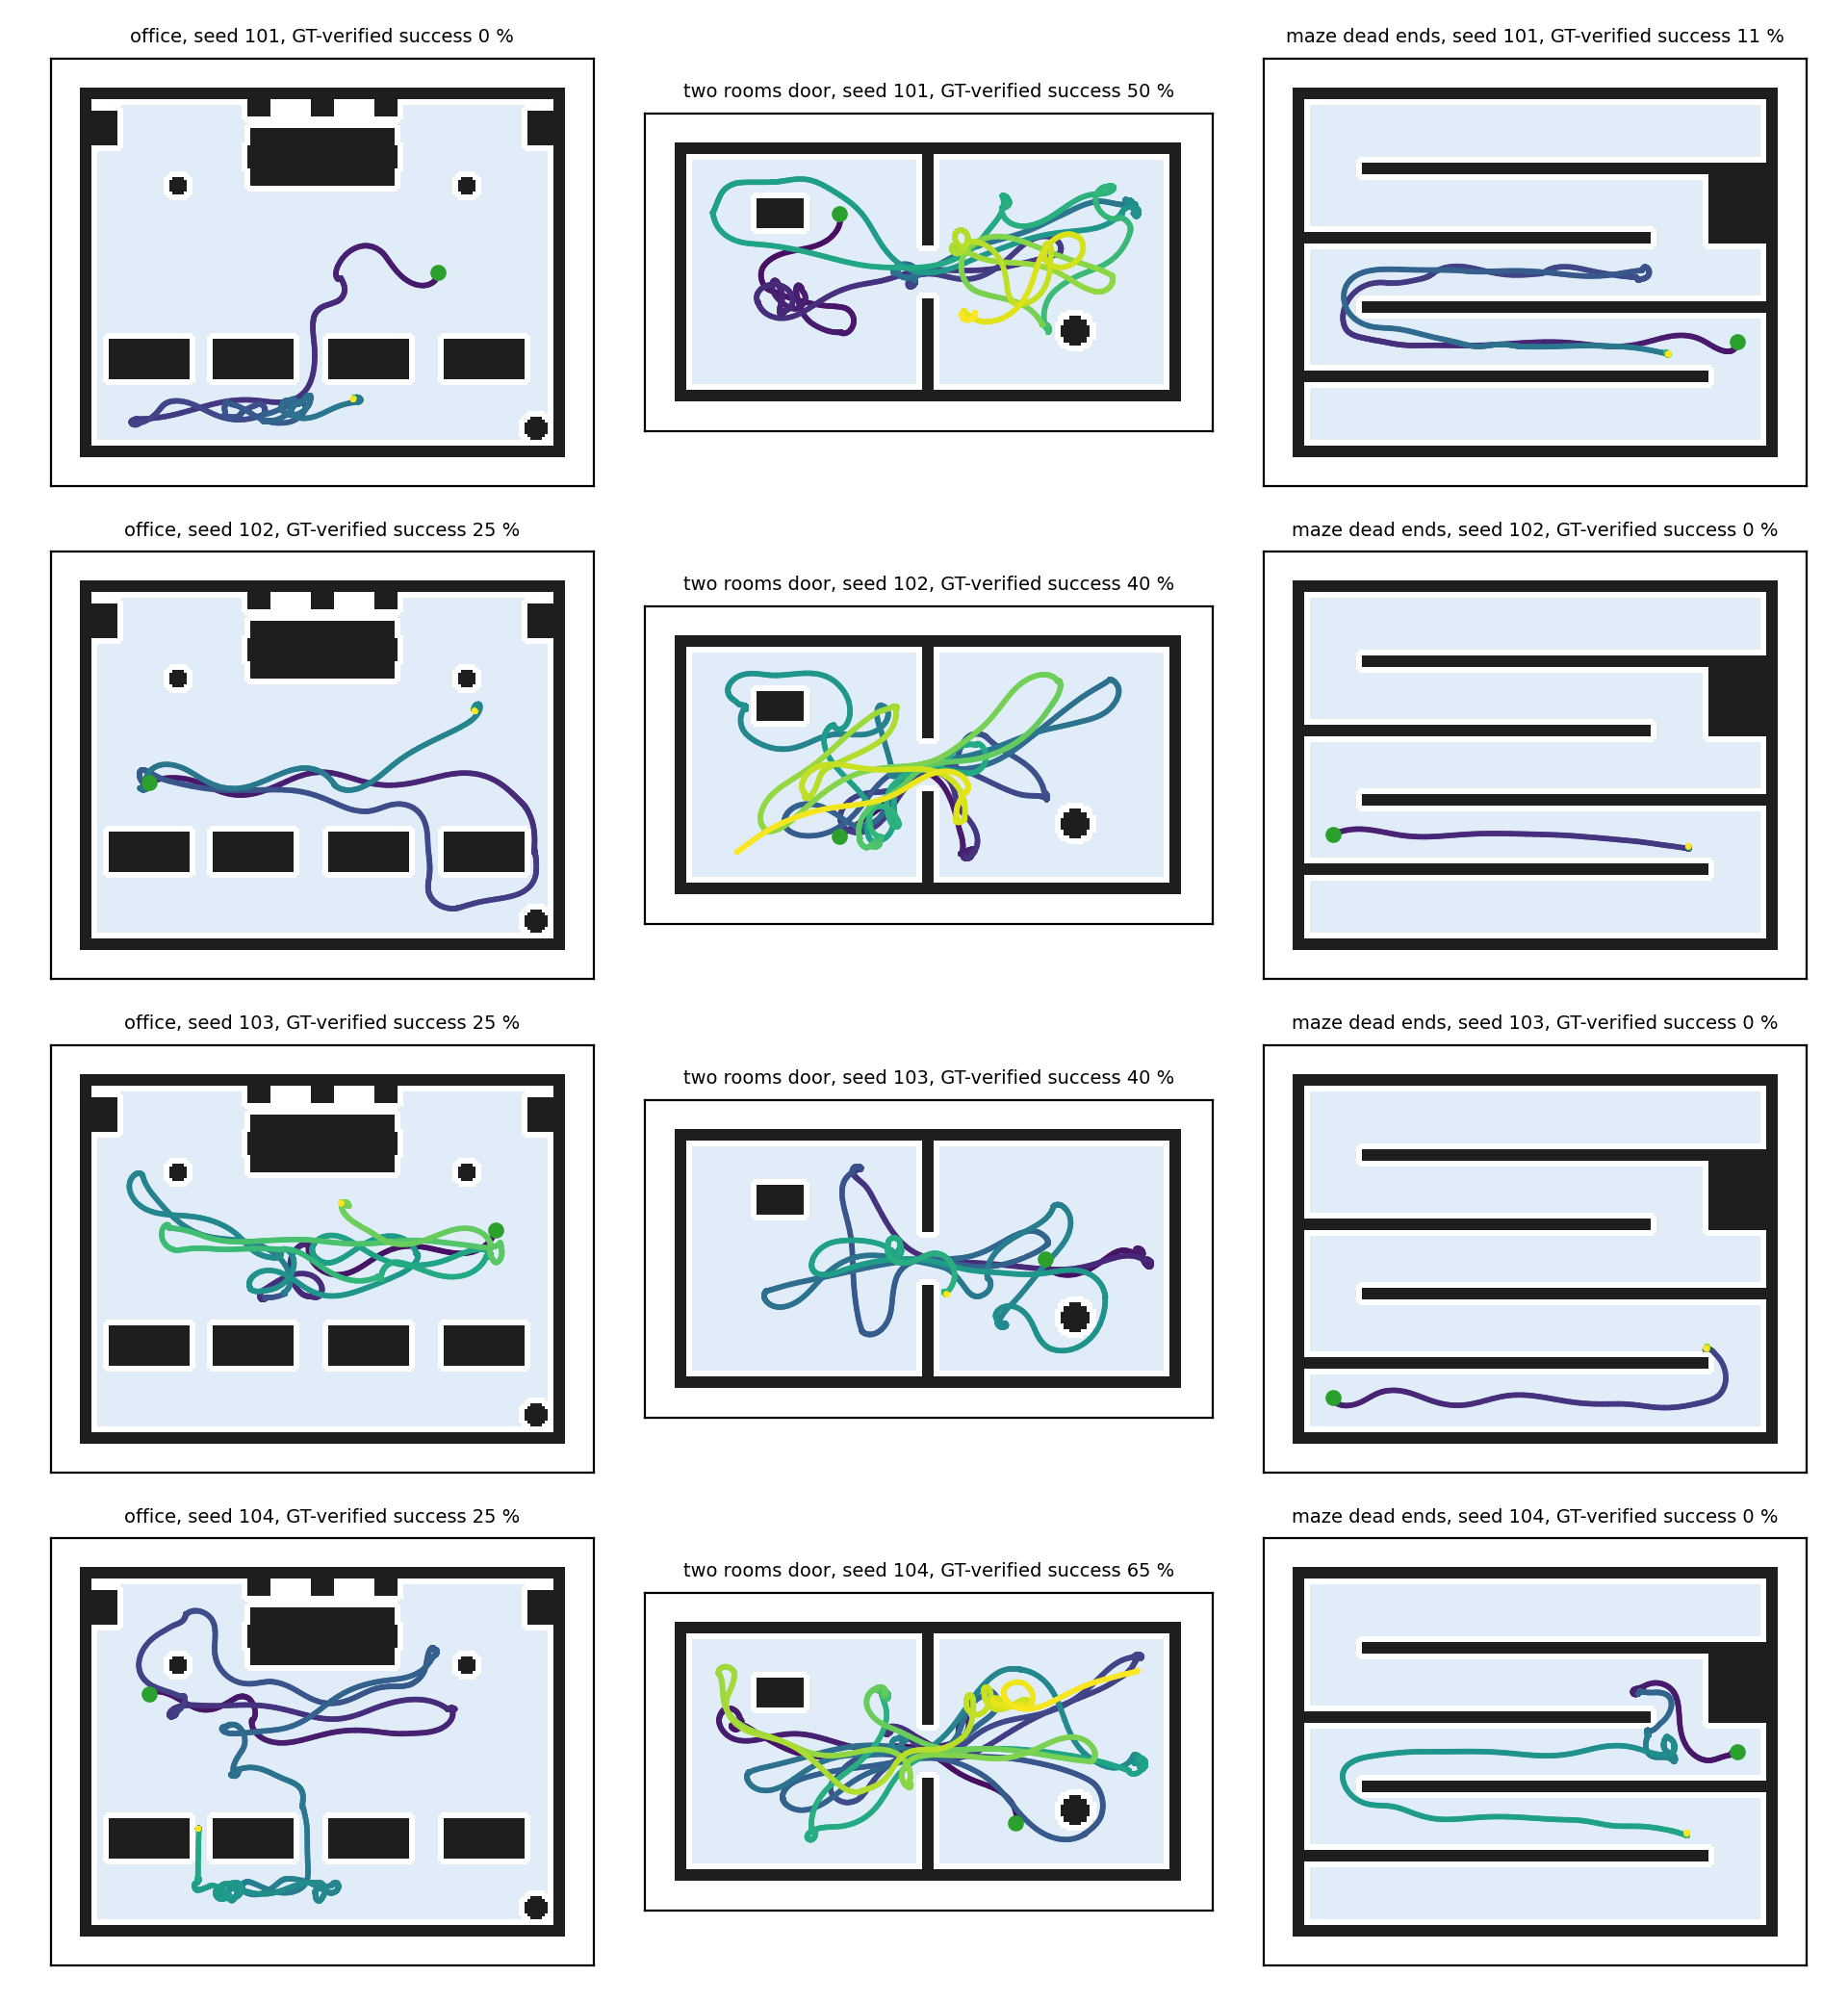 office, seed 101, GT-verified success 0 %
two rooms door, seed 101, GT-verified success 50 %
maze dead ends, seed 101, GT-verified success 11 %
office, seed 102, GT-verified success 25 %
two rooms door, seed 102, GT-verified success 40 %
maze dead ends, seed 102, GT-verified success 0 %
office, seed 103, GT-verified success 25 %
two rooms door, seed 103, GT-verified success 40 %
maze dead ends, seed 103, GT-verified success 0 %
office, seed 104, GT-verified success 25 %
two rooms door, seed 104, GT-verified success 65 %
maze dead ends, seed 104, GT-verified success 0 %